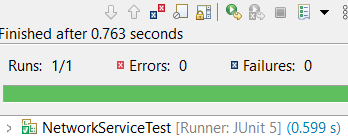 Finished after 0.763 seconds
Runs: 1/1 Errors: 0 Failures: 0
NetworkServiceTest [Runner: JUnit 5] (0.599 s)